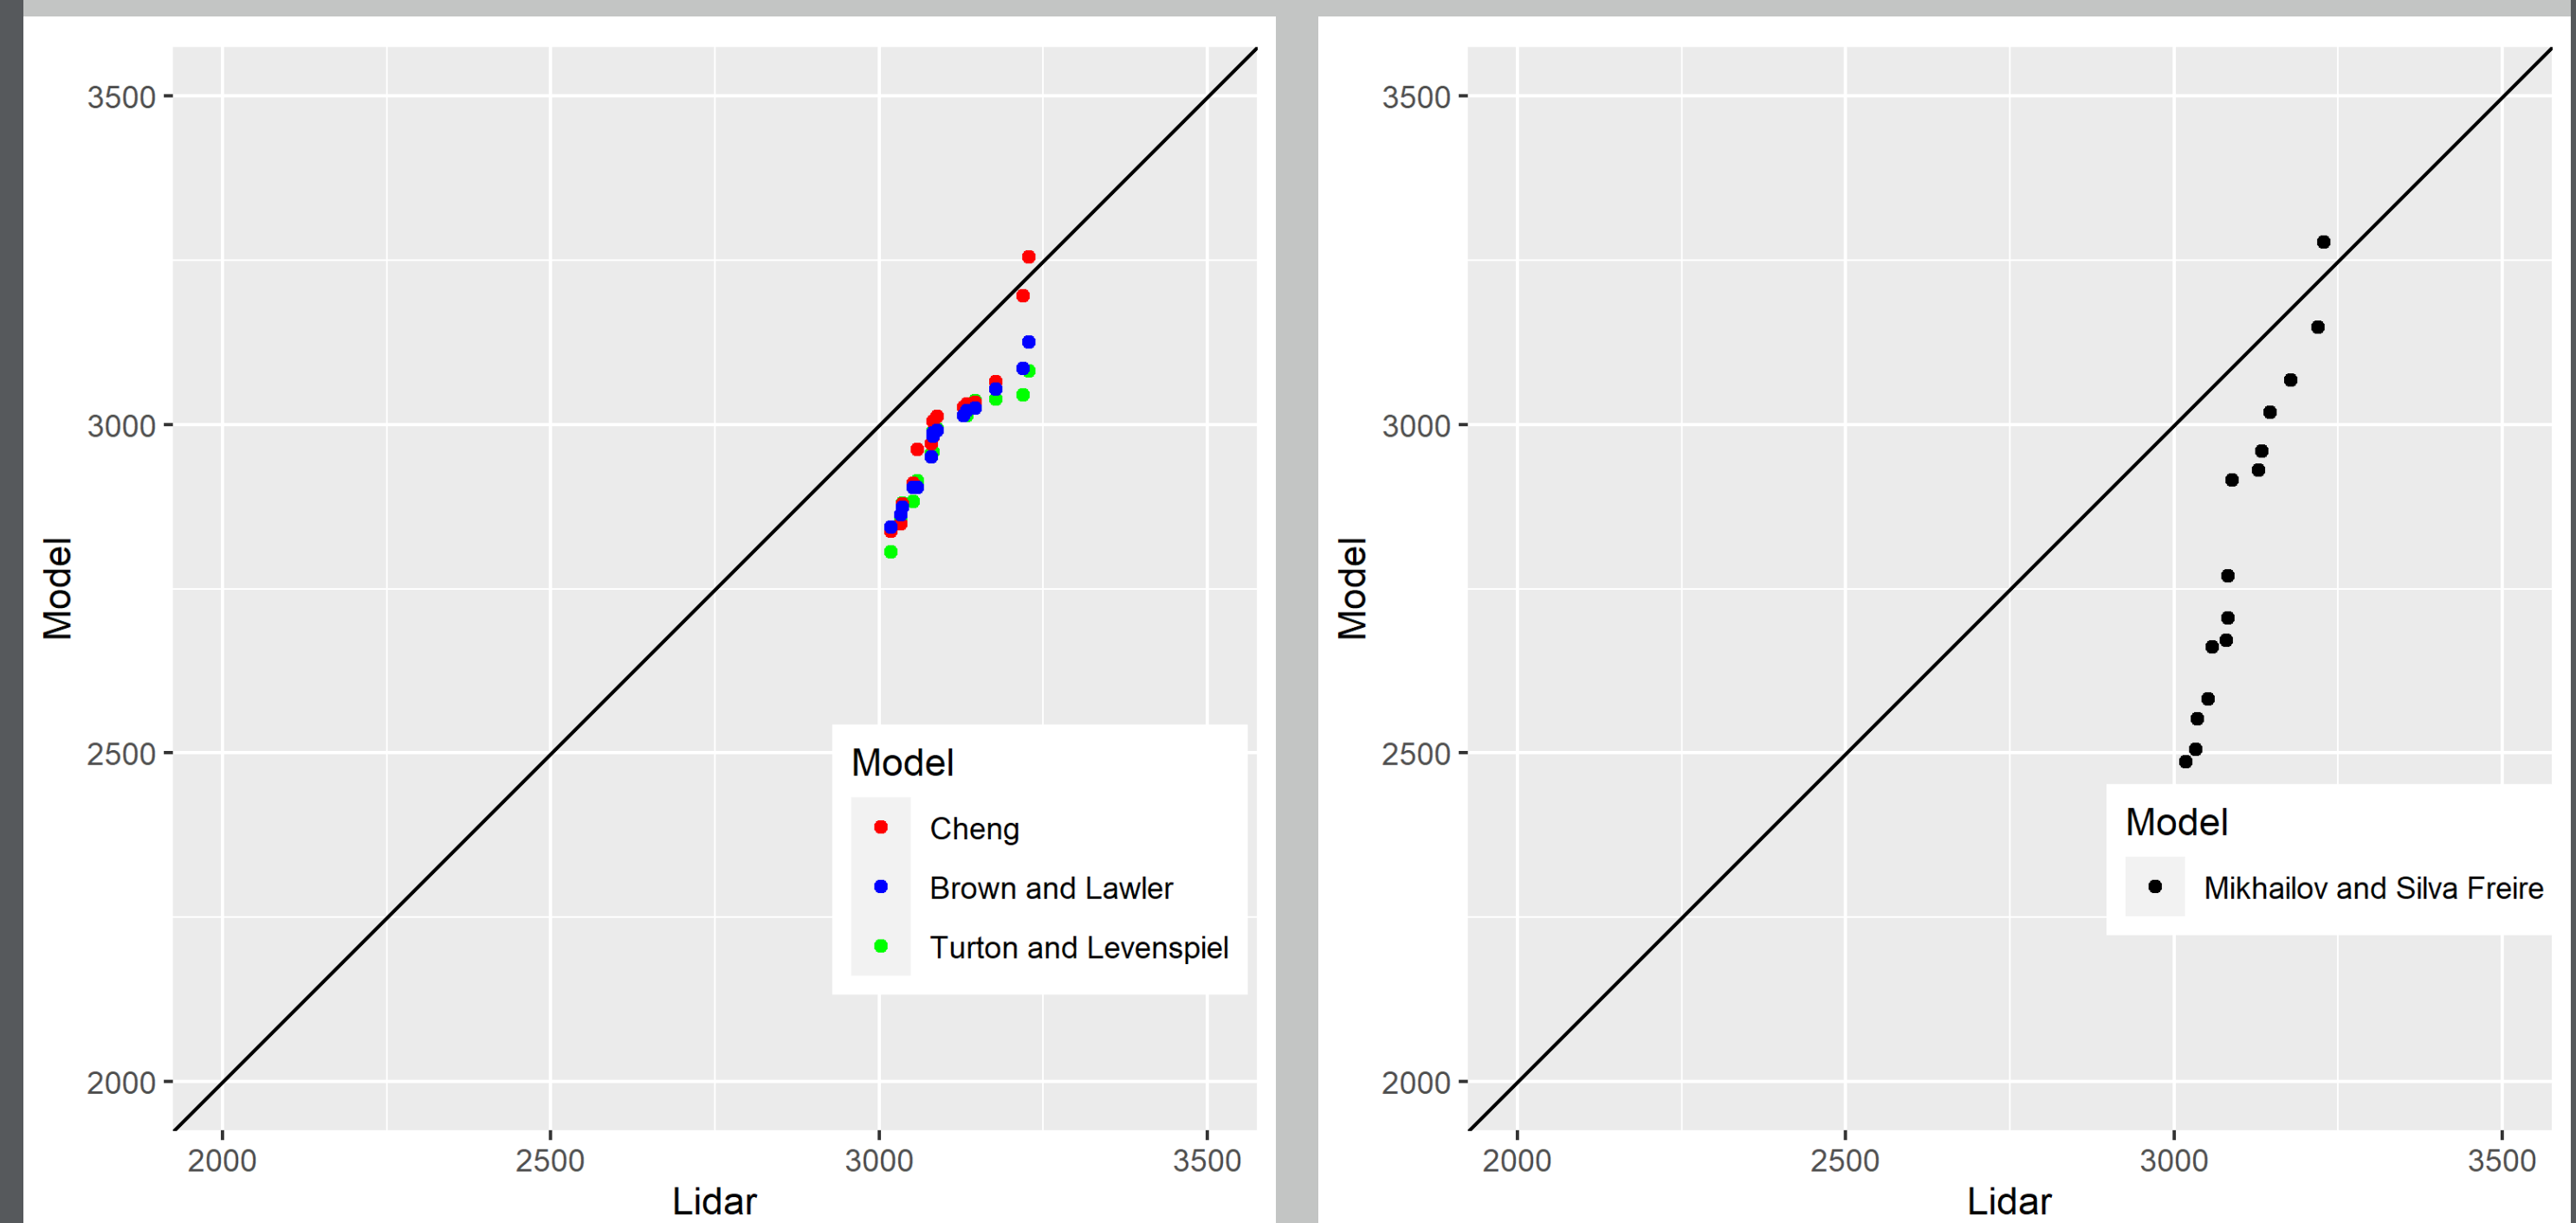 3500
3000
2500
2000
Model
2000 2500 3000 3500
Lidar
Model
Cheng
Brown and Lawler
Turton and Levenspiel
3500
3000
2500
2000
Model
2000 2500 3000 3500
Lidar
Model
Mikhailov and Silva Freire